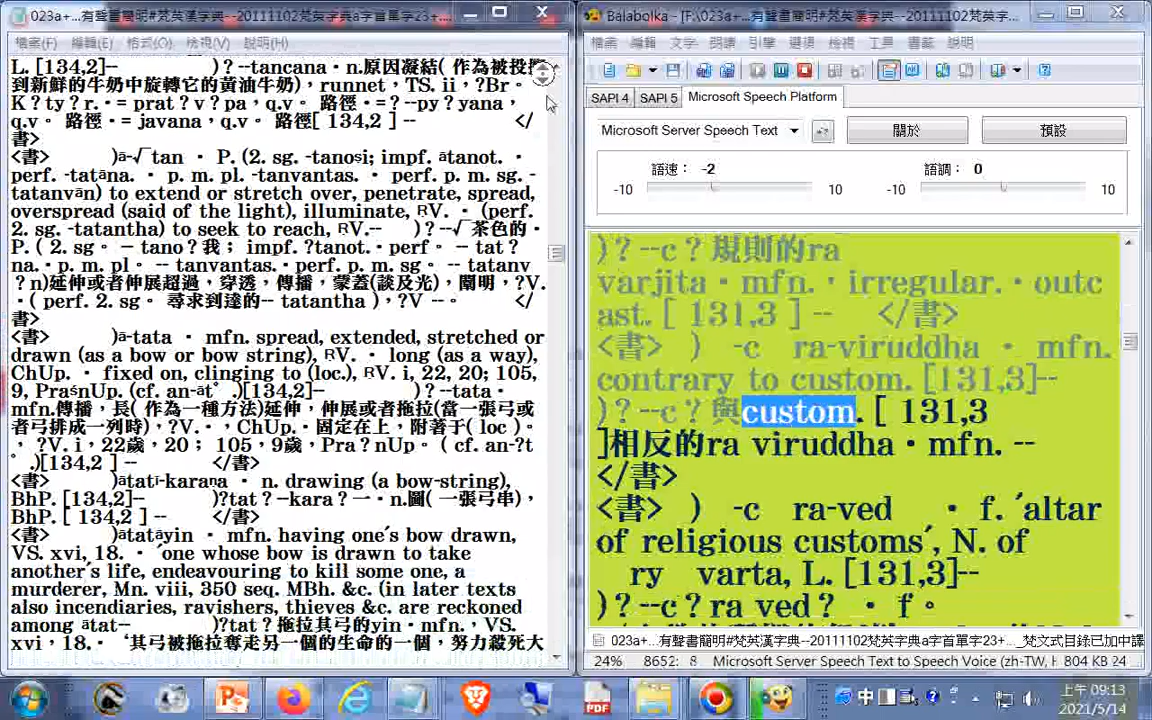 023a+...有聲書簡明#梵英漢字典--20111102梵英字典a字首單字23+...
檔案(F) 編輯(E) 格式(O) 檢視(V) 說明(H)
L. [134,2]-- )?--tancana・n.原因凝結( 作為被投擲
到新鮮的牛奶中旋轉它的黃油牛奶)，runnet，TS. ii，?Br。
K？ty？r.・= prat？v？pa，q.v. 路徑・=？--py？yana，
q.v. 路徑・= javana，q.v. 路徑[ 134,2 ] -- </
書>
<書> )ā-√tan ・ P. (2. sg. -tanoṣi; impf. ātanot. ・
perf. -tatāna. ・ p. m. pl. -tanvantas. ・ perf. p. m. sg. -
tatanvān) to extend or stretch over, penetrate, spread,
overspread (said of the light), illuminate, RV. ・ (perf.
2. sg. -tatantha) to seek to reach, RV.-- )？--√茶色的・
P. ( 2. sg。 -- tano？我； impf. ?tanot.・perf。 -- tat？
na.・p. m. pl。 -- tanvantas.・perf. p. m. sg。 -- tatanv
？n)延伸或者伸展超過，穿透，傳播，蒙蓋(談及光)，闡明，?V.
・( perf. 2. sg。 尋求到達的-- tatantha )，?V --。 </
書>
<書> )ā-tata ・ mfn. spread, extended, stretched or
drawn (as a bow or bow string), RV. ・ long (as a way),
ChUp. ・ fixed on, clinging to (loc.), RV. i, 22, 20; 105,
9, PraśnUp. (cf. an-āt° .)[134,2]-- )？--tata・
mfn.傳播，長( 作為一種方法)延伸，伸展或者拖拉(當一張弓或
者弓排成一列時)，?V.・，ChUp.・固定在上，附著于( loc )。
，?V. i，22歲，20； 105，9歲，Pra？nUp。 ( cf. an-?t
°.)[134,2 ] -- </書>
<書> )ātatī-karaṇa ・ n. drawing (a bow-string),
BhP. [134,2]-- )?tat？--kara？一・n.圖( 一張弓串)，
BhP。[ 134,2 ] -- </書>
<書> )ātatāyin ・ mfn. having one's bow drawn,
VS. xvi, 18. ・ 'one whose bow is drawn to take
another's life, endeavouring to kill some one, a
murderer, Mn. viii, 350 seq. MBh. &c. (in later texts
also incendiaries, ravishers, thieves &c. are reckoned
among ātat-- )?tat？拖拉其弓的yin・mfn.，VS.
xvi，18.・ '其弓被拖拉奪走另一個的生命的一個，努力殺死大
Balabolka - [F:\023a+...有聲書簡明#梵英漢字典--20111102梵英字...
檔案 編輯 文字 朗讀 引擎 選項 檢視 工具 書籤 說明
SAPI 4 SAPI 5 Microsoft Speech Platform
Microsoft Server Speech Text 關於 預設
語速： -2 語調： 0
-10 10 -10 10
)？--c？規則的ra
varjita・mfn.，irregular.・outc
ast. [ 131,3 ] -- </書>
<書> ) -c ra-viruddha ・ mfn.
contrary to custom. [131,3]--
)？--c？與custom. [ 131,3
]相反的ra viruddha・mfn. --
</書>
<書> ) -c ra-ved ・ f. 'altar
of religious customs', N. of
ry varta, L. [131,3]--
)？--c？ra ved？ ・f。
023a+...有聲書簡明#梵英漢字典--20111102梵英字典a字首單字23+..._梵文式目錄已加中譯
24% 8652: 8 Microsoft Server Speech Text to Speech Voice (zh-TW, H 804 KB 24
中
上午 09:13
2021/5/14